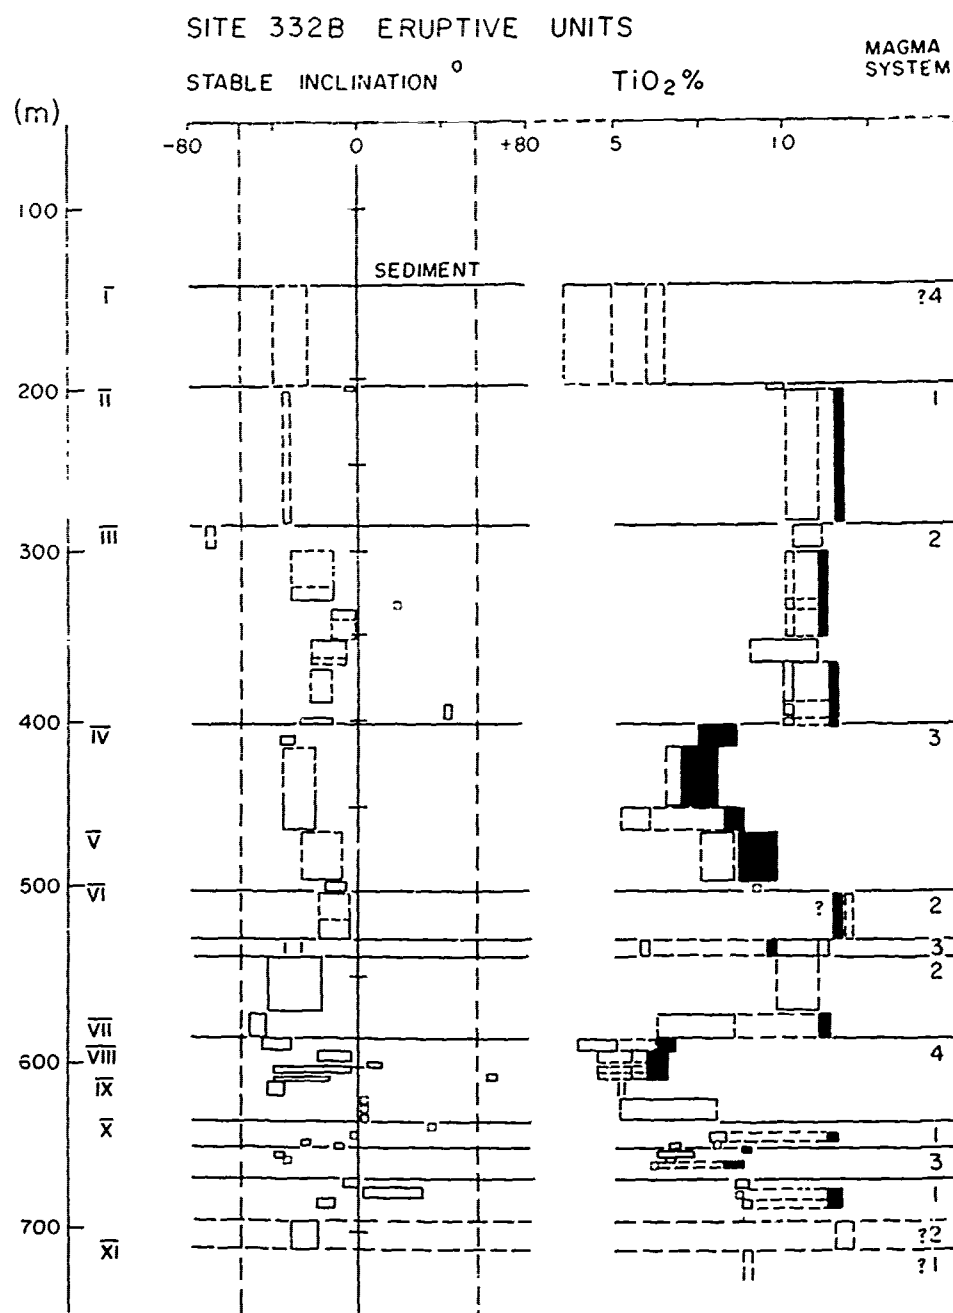 SITE 332B ERUPTIVE UNITS
MAGMA
SYSTEM
STABLE INCLINATION °
TiO2%
(m)
-80 0 +80 5 10
100
SEDIMENT
I ?4
200 II 1
III 2
300
400 IV 3
V
500 VI 2
?
3
2
VII
VIII 4
600
IX
X 1
3
1
700
?2
XI ?1